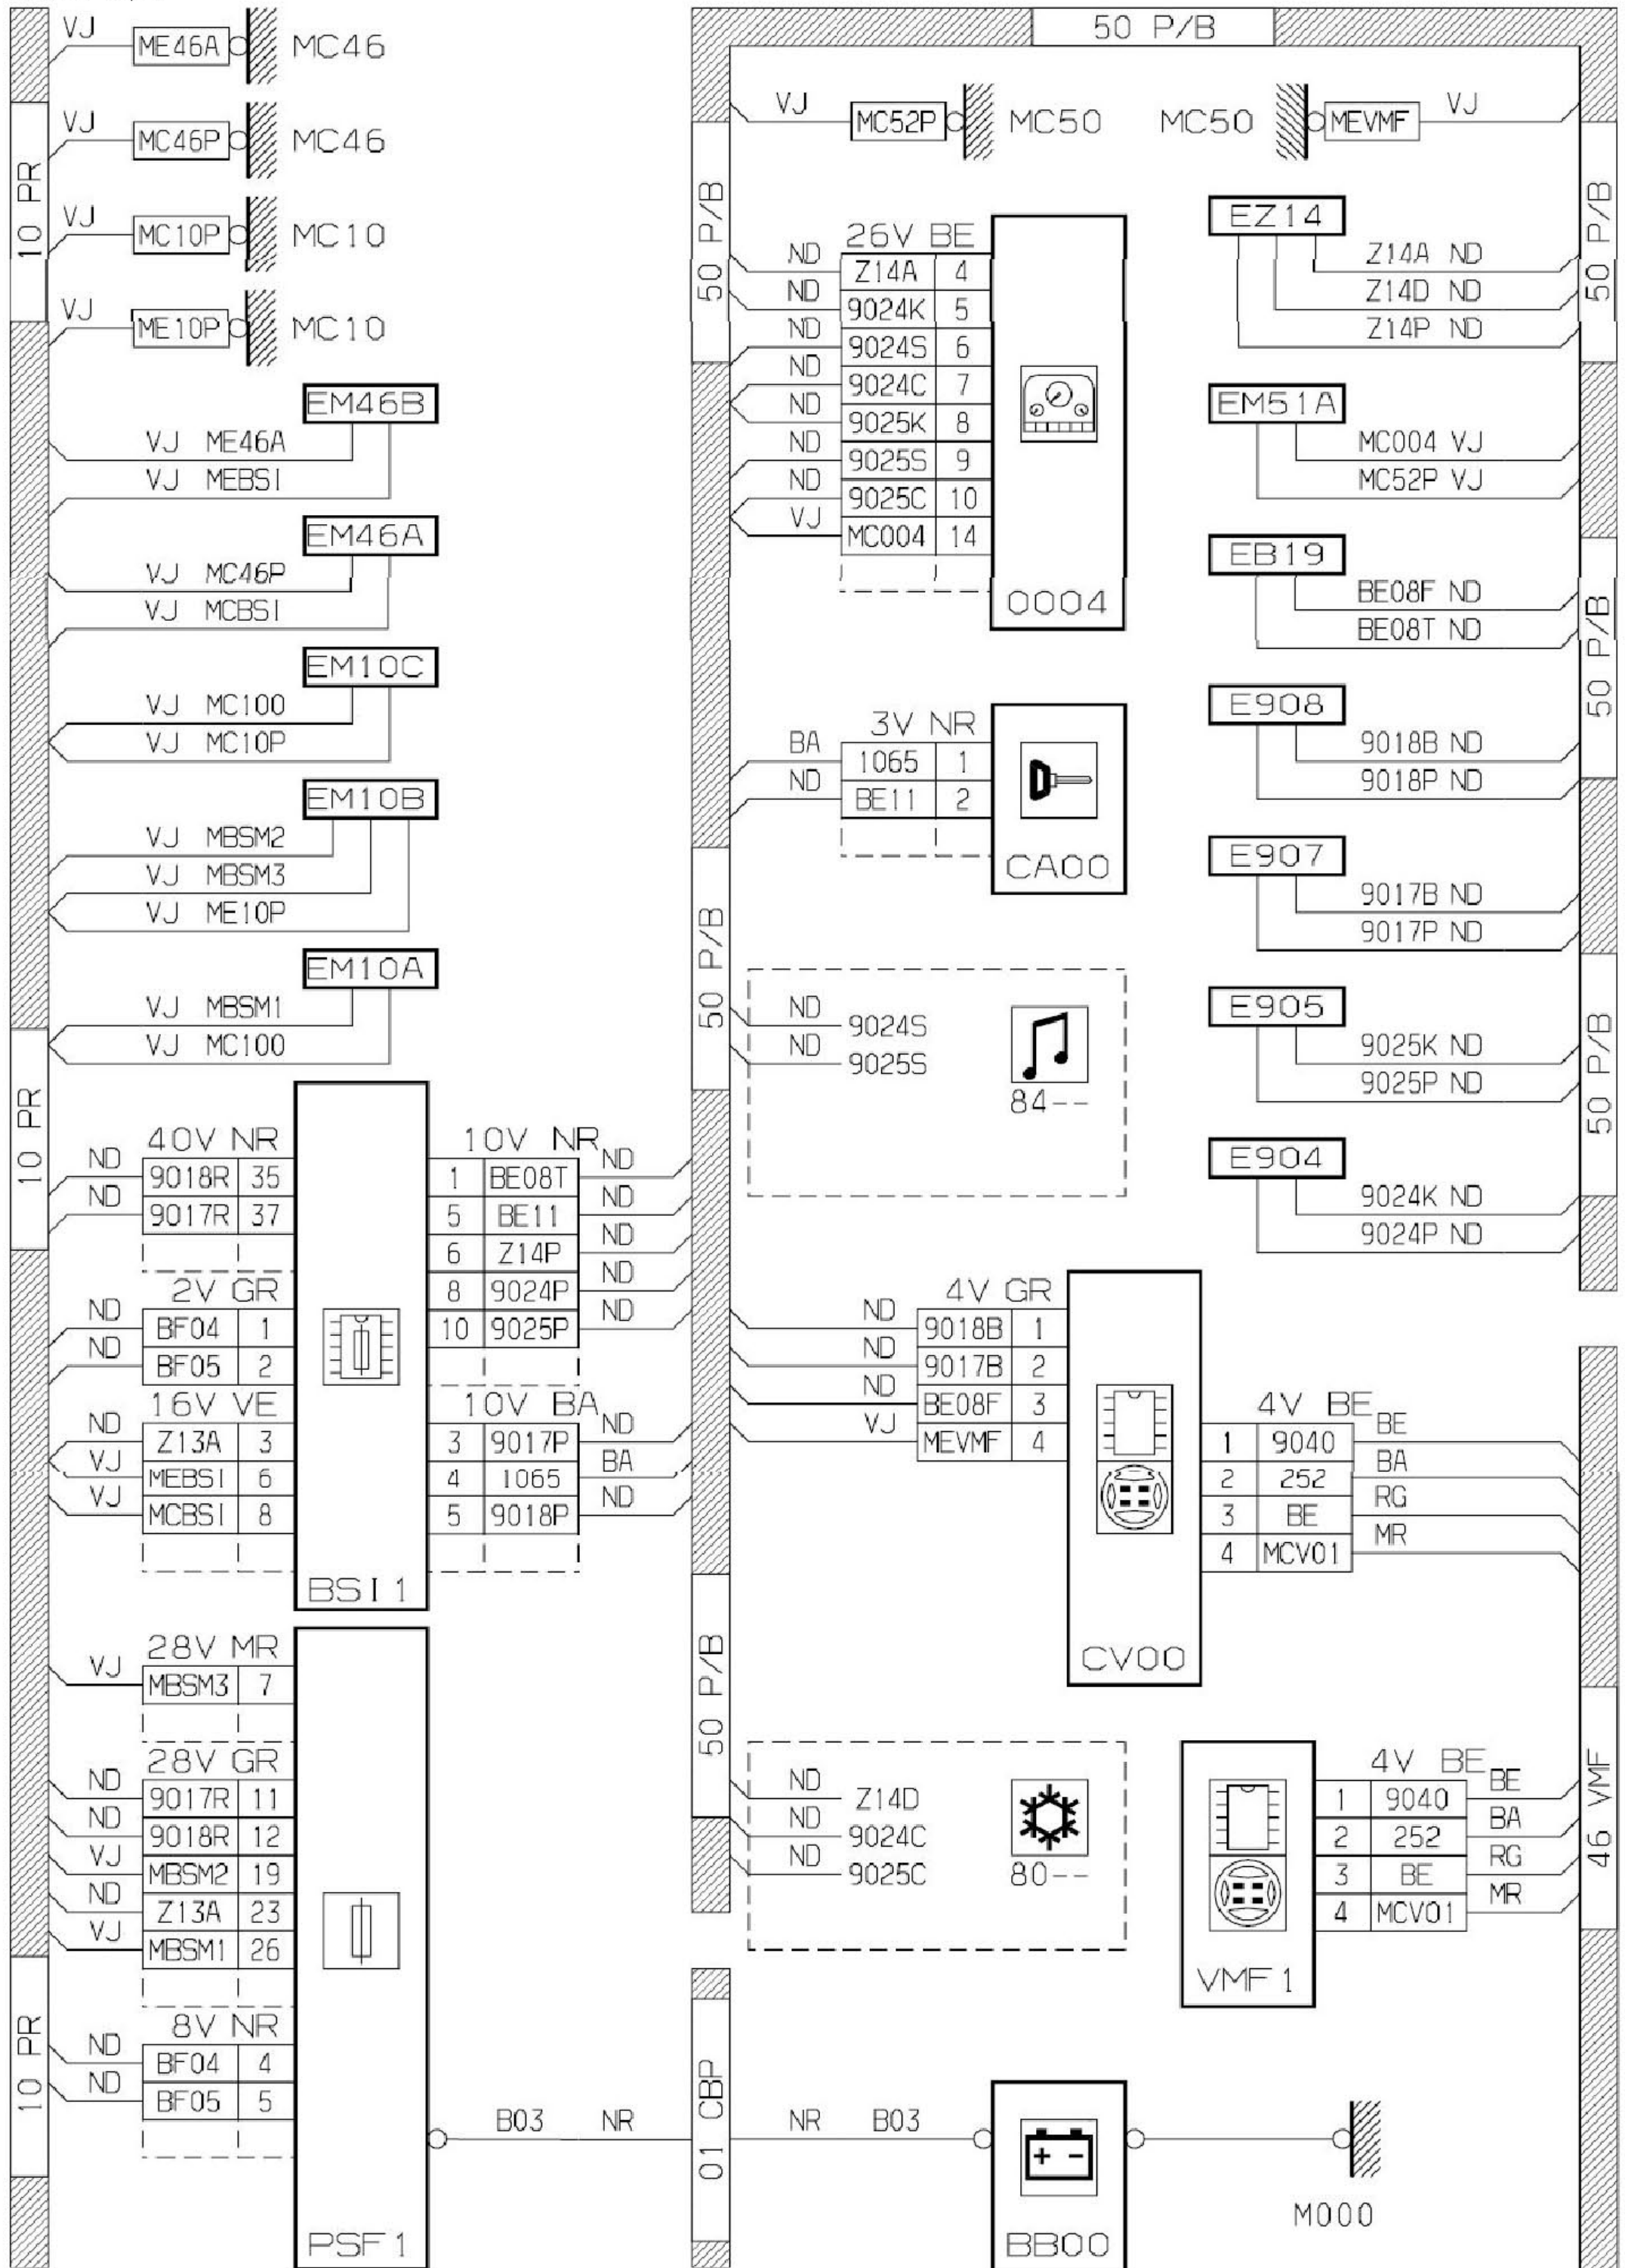 50 P/B
VJ ME46A MC46
VJ MC46P MC46
10 PR
VJ MC10P MC10
VJ ME10P MC10
EM46B
VJ ME46A
VJ MEBSI
EM46A
VJ MC46P
VJ MCBSI
EM10C
VJ MC100
VJ MC10P
EM10B
VJ MBSM2
VJ MBSM3
VJ ME10P
EM10A
VJ MBSM1
VJ MC100
10 PR
40V NR
ND 9018R 35
ND 9017R 37
2V GR
ND BF04 1
ND BF05 2
16V VE
ND Z13A 3
VJ MEBSI 6
VJ MCBSI 8
10V NR
1 BE08T ND
5 BE11 ND
6 Z14P ND
8 9024P ND
10 9025P ND
10V BA
3 9017P ND
4 1065 BA
5 9018P ND
BSI1
28V MR
VJ MBSM3 7
28V GR
ND 9017R 11
ND 9018R 12
VJ MBSM2 19
ND Z13A 23
VJ MBSM1 26
10 PR
8V NR
ND BF04 4
ND BF05 5
PSF1
B03 NR
VJ MC52P MC50
MC50 MEVMF VJ
50 P/B
26V BE
ND Z14A 4
ND 9024K 5
ND 9024S 6
ND 9024C 7
ND 9025K 8
ND 9025S 9
ND 9025C 10
VJ MC004 14
0004
3V NR
BA 1065 1
ND BE11 2
CA00
50 P/B
ND 9024S
ND 9025S
84--
4V GR
ND 9018B 1
ND 9017B 2
ND BE08F 3
VJ MEVMF 4
4V BE
1 9040 BE
2 252 BA
3 BE RG
4 MCV01 MR
CV00
50 P/B
ND Z14D
ND 9024C
ND 9025C
80--
4V BE
1 9040 BE
2 252 BA
3 BE RG
4 MCV01 MR
VMF1
46 VMF
01 CBP
NR B03
+ -
BB00
M000
EZ14
Z14A ND
Z14D ND
Z14P ND
50 P/B
EM51A
MC004 VJ
MC52P VJ
EB19
BE08F ND
BE08T ND
50 P/B
E908
9018B ND
9018P ND
E907
9017B ND
9017P ND
E905
9025K ND
9025P ND
50 P/B
E904
9024K ND
9024P ND